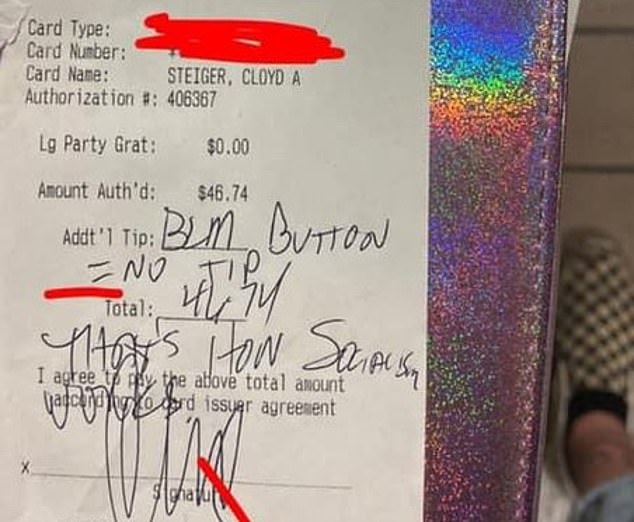 Card Type:
Card Number:
Card Name: STEIGER, CLOYD A
Authorization #: 406367
Lg Party Grat: $0.00
Amount Auth'd: $46.74
Addt'l Tip: BLM BUTTON
= NO TIP
Total: 46.74
THAT'S HOW SOCIALISM
I agree to pay the above total amount
WORKS
according to card issuer agreement
X
Signature